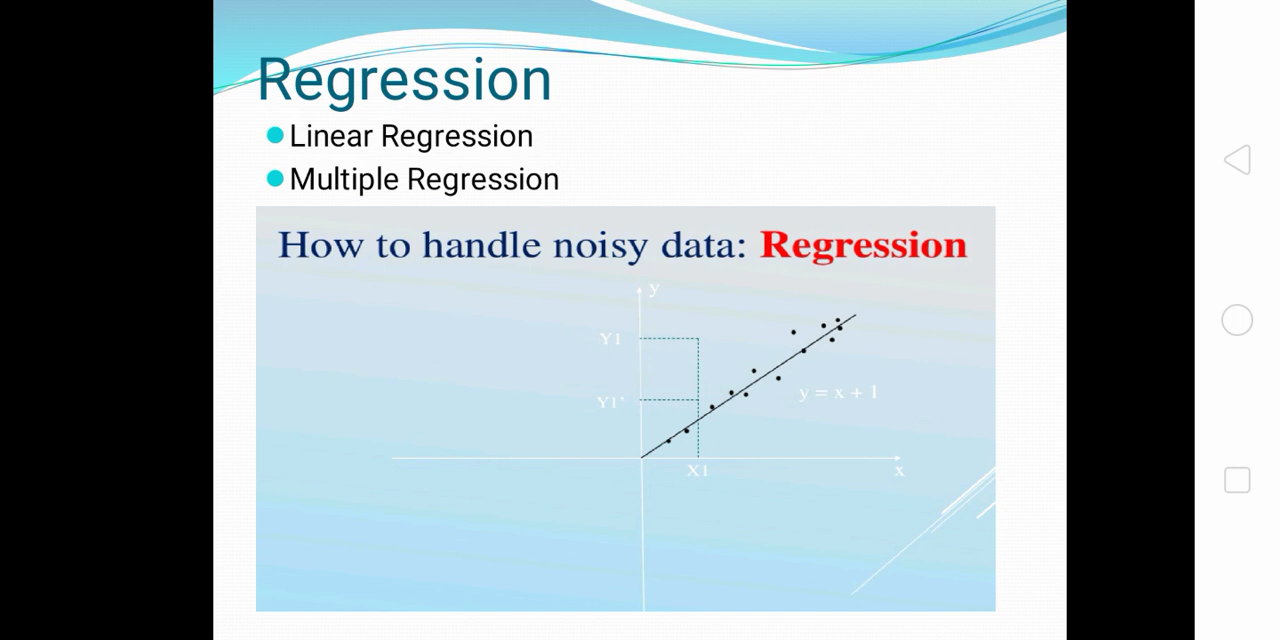 Regression
Linear Regression
Multiple Regression
How to handle noisy data: Regression
y
Y1
y = x + 1
Y1'
X1
x